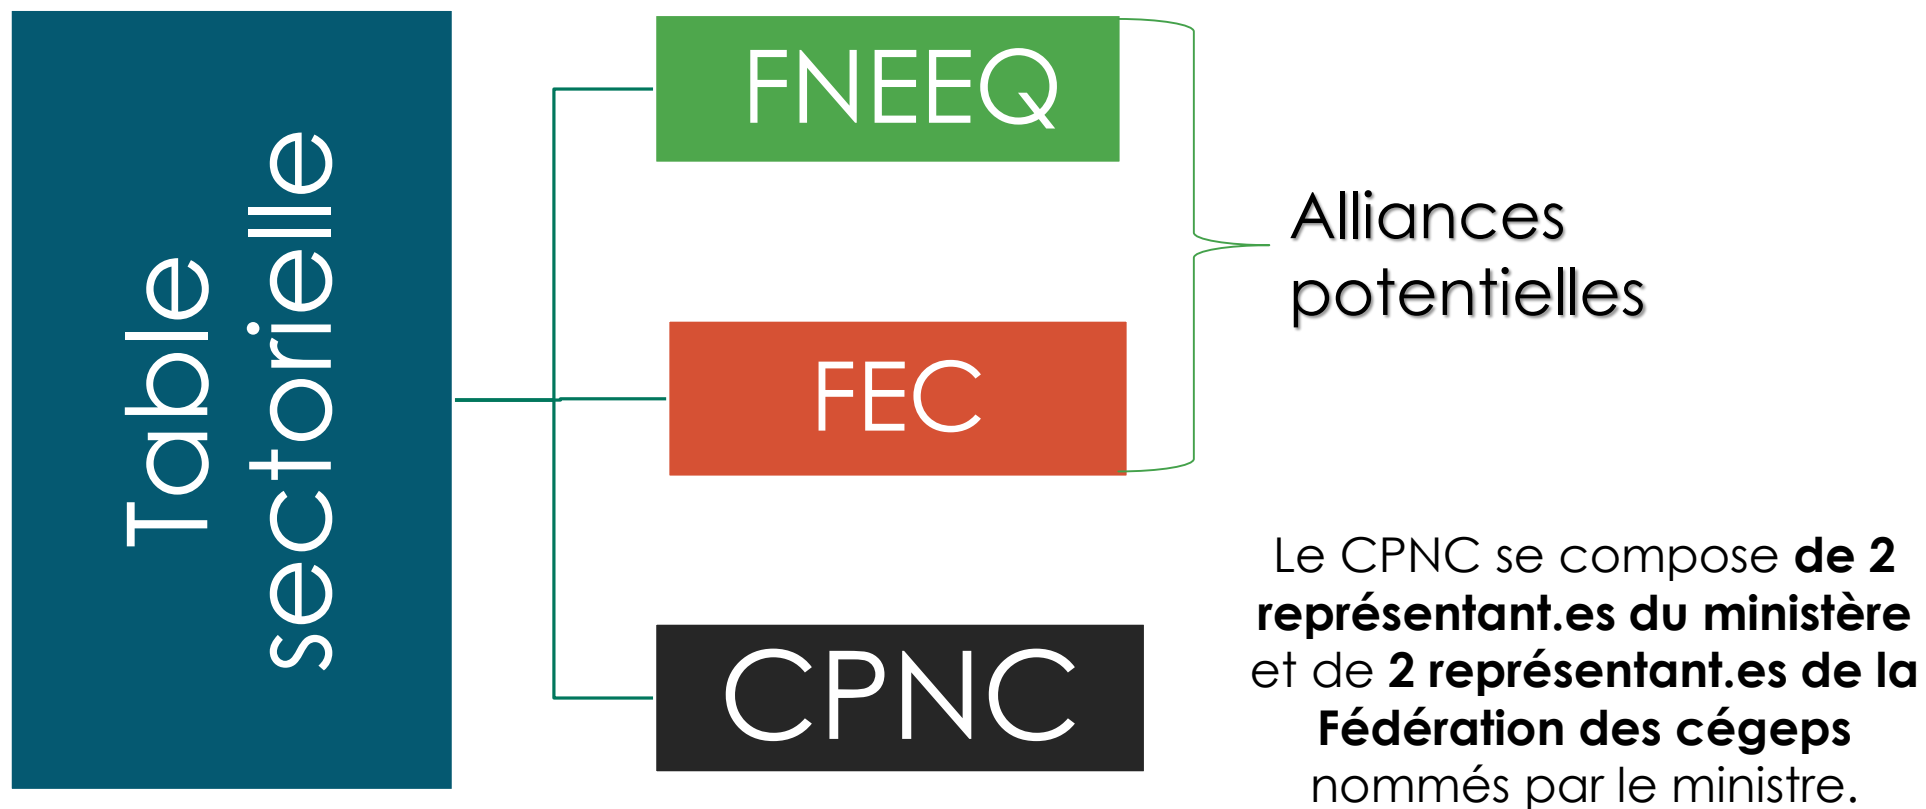 Table
sectorielle
FNEEQ
FEC
CPNC
Alliances
potentielles
Le CPNC se compose de 2
représentant.es du ministère
et de 2 représentant.es de la
Fédération des cégeps
nommés par le ministre.